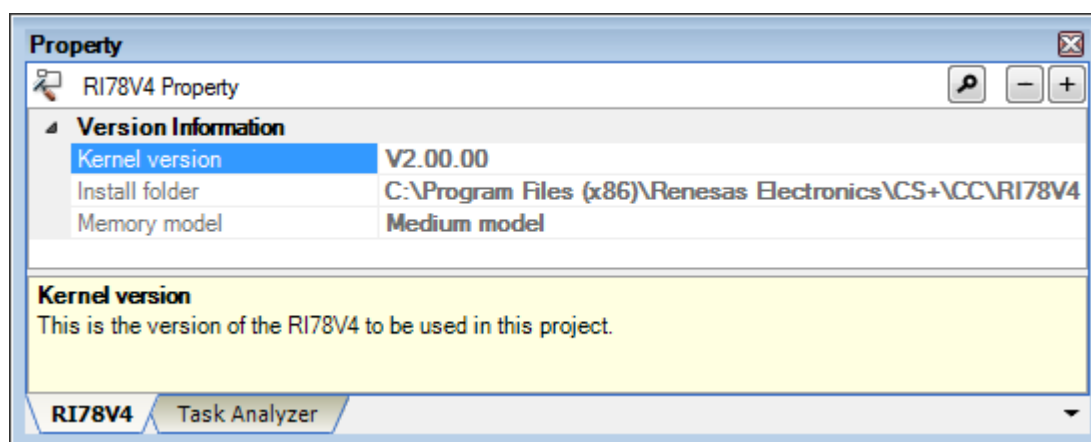 Property
RI78V4 Property
Version Information
Kernel version V2.00.00
Install folder C:\Program Files (x86)\Renesas Electronics\CS+\CC\RI78V4
Memory model Medium model
Kernel version
This is the version of the RI78V4 to be used in this project.
RI78V4 Task Analyzer